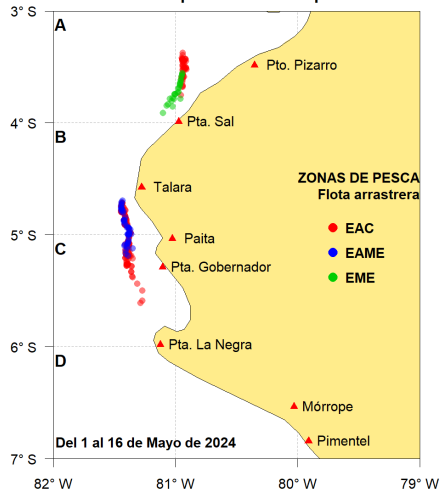 3° S
A
Pto. Pizarro
4° S
Pta. Sal
B
ZONAS DE PESCA
Talara
Flota arrastrera
EAC
5° S
Paita
C
EAME
Pta. Gobernador
EME
6° S
Pta. La Negra
D
Mórrope
Del 1 al 16 de Mayo de 2024
Pimentel
7° S
82° W 81° W 80° W 79° W